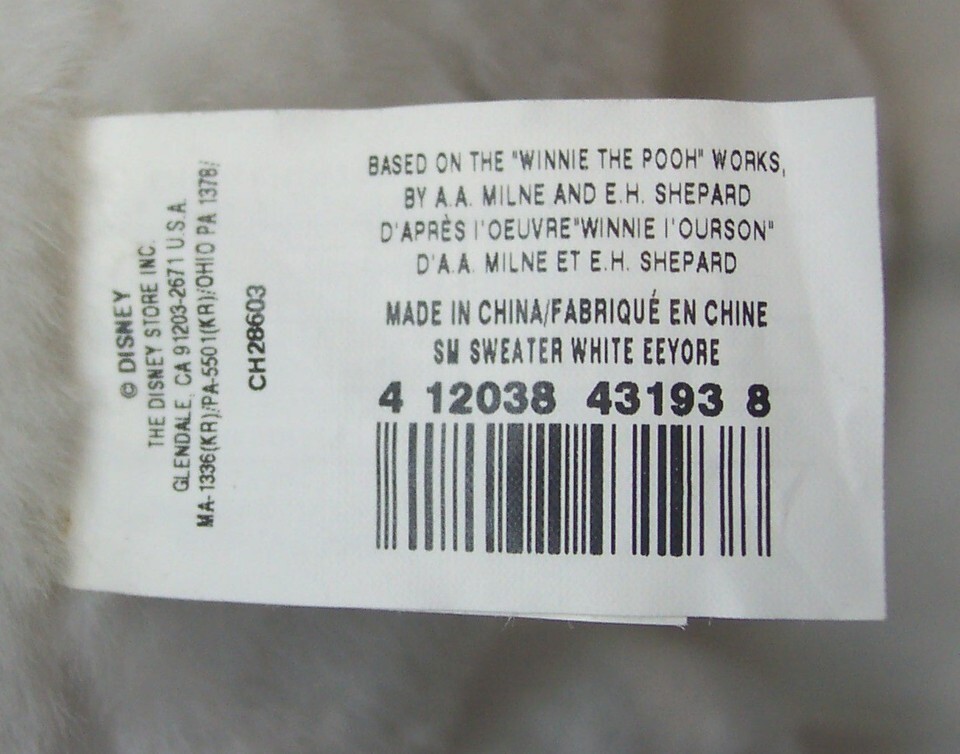 © DISNEY
THE DISNEY STORE INC.
GLENDALE, CA 91203-2671 U.S.A.
MA-1336(KR)/PA-5501(KR)/OHIO PA 1378/
CH28603
BASED ON THE "WINNIE THE POOH" WORKS,
BY A.A. MILNE AND E.H. SHEPARD
D'APRÈS l'OEUVRE"WINNIE l'OURSON"
D'A.A. MILNE ET E.H. SHEPARD
MADE IN CHINA/FABRIQUÉ EN CHINE
SM SWEATER WHITE EEYORE
4 12038 43193 8